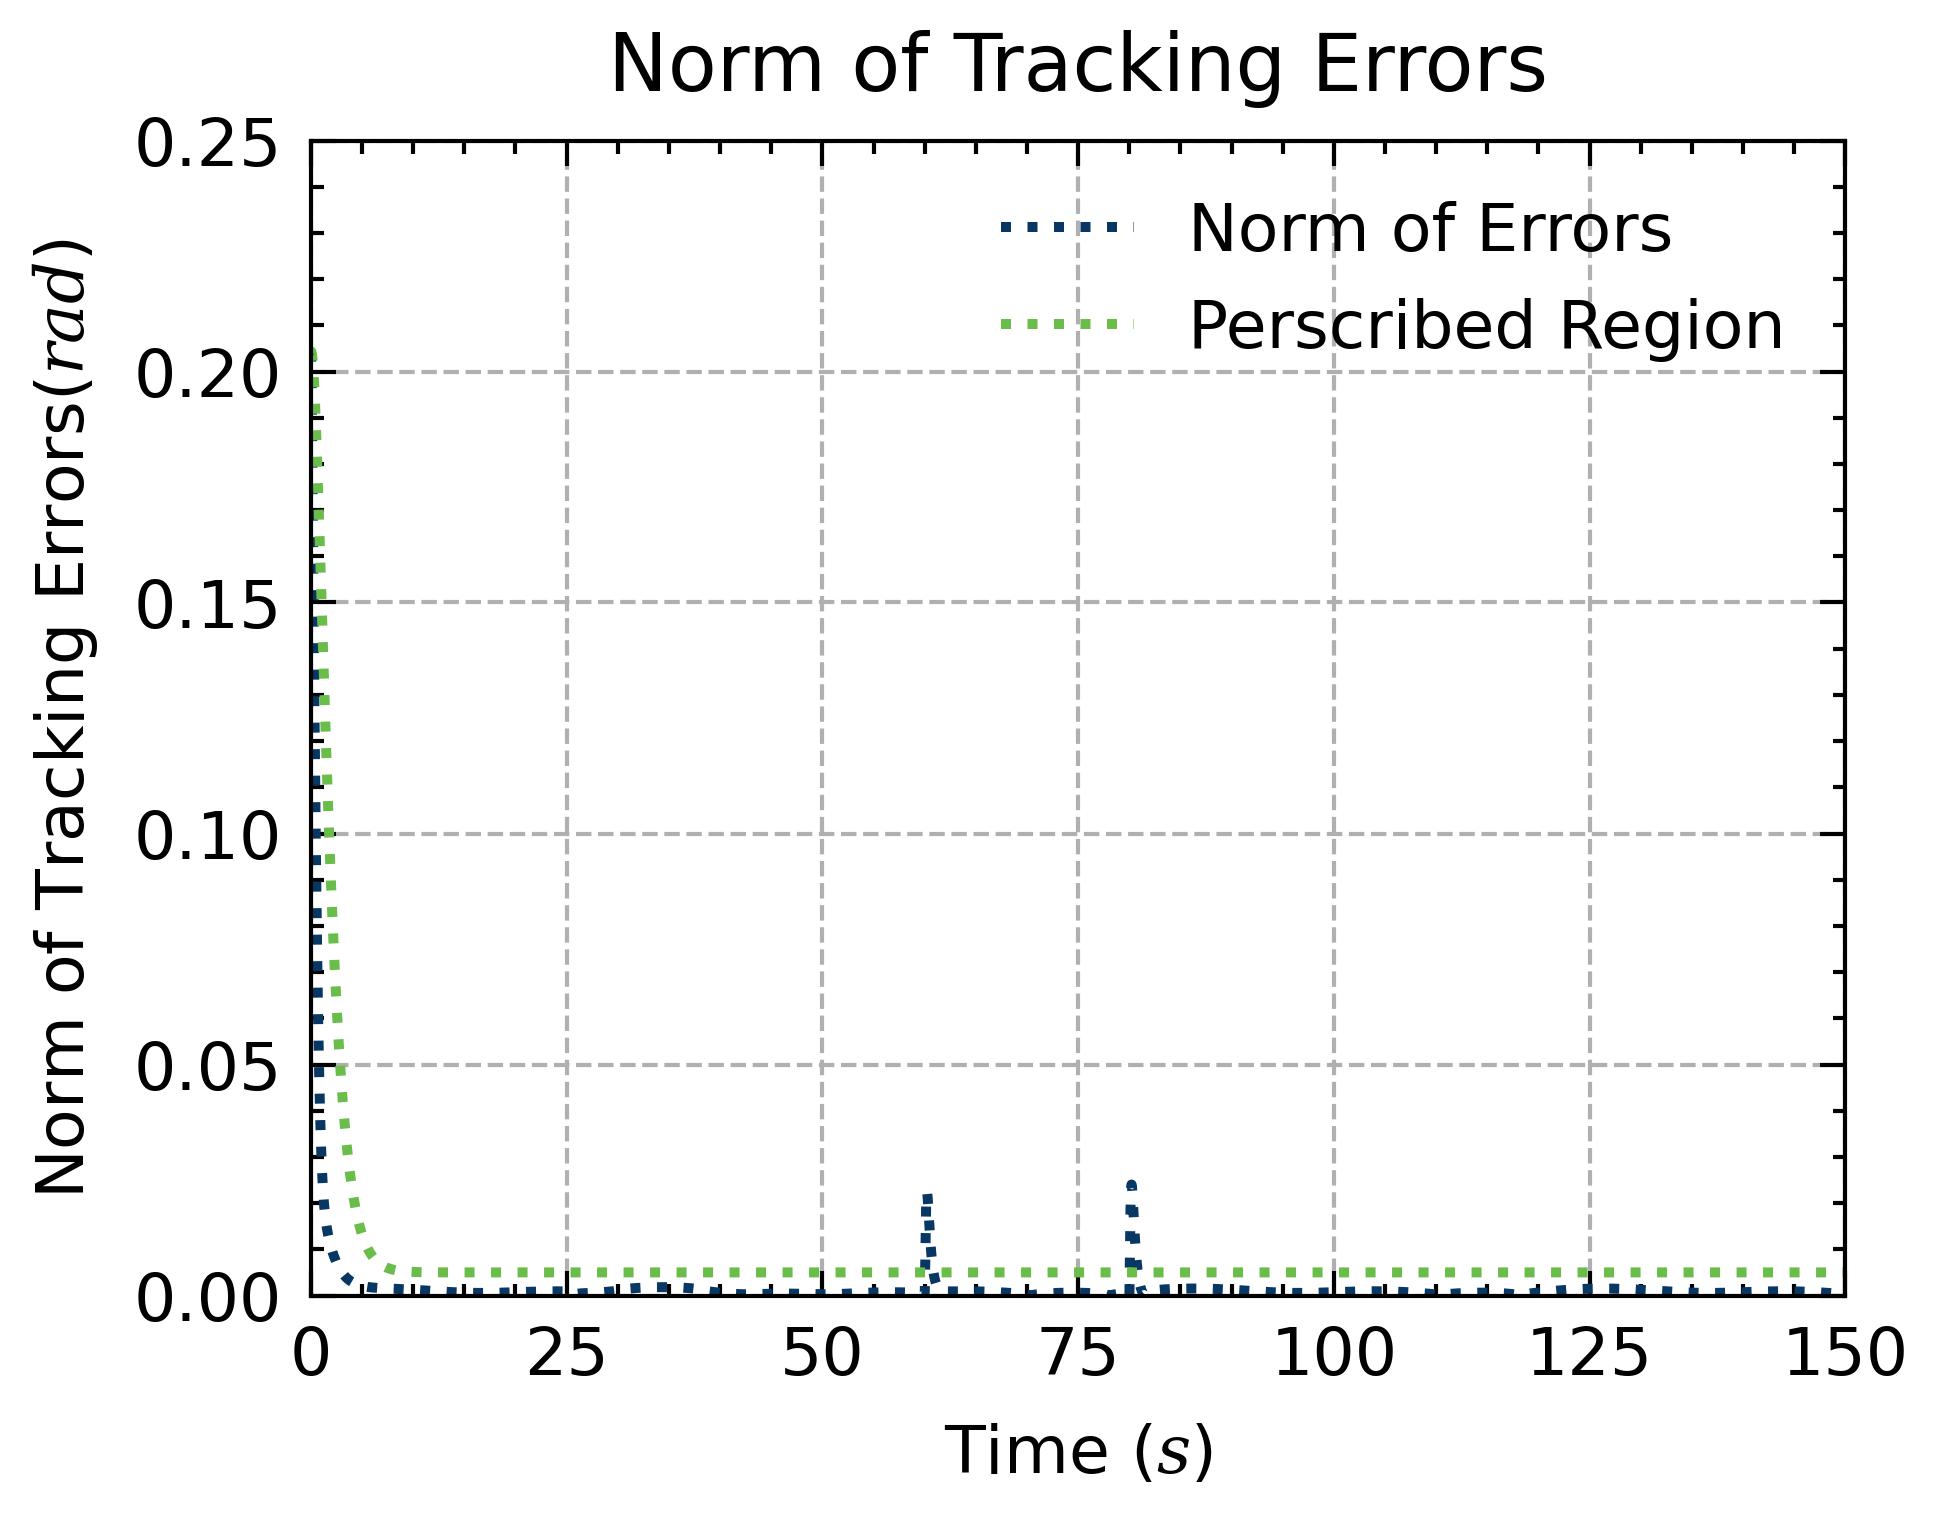 Norm of Tracking Errors
Norm of Tracking Errors(rad)
0.25
0.20
0.15
0.10
0.05
0.00
Norm of Errors
Perscribed Region
0 25 50 75 100 125 150
Time (s)